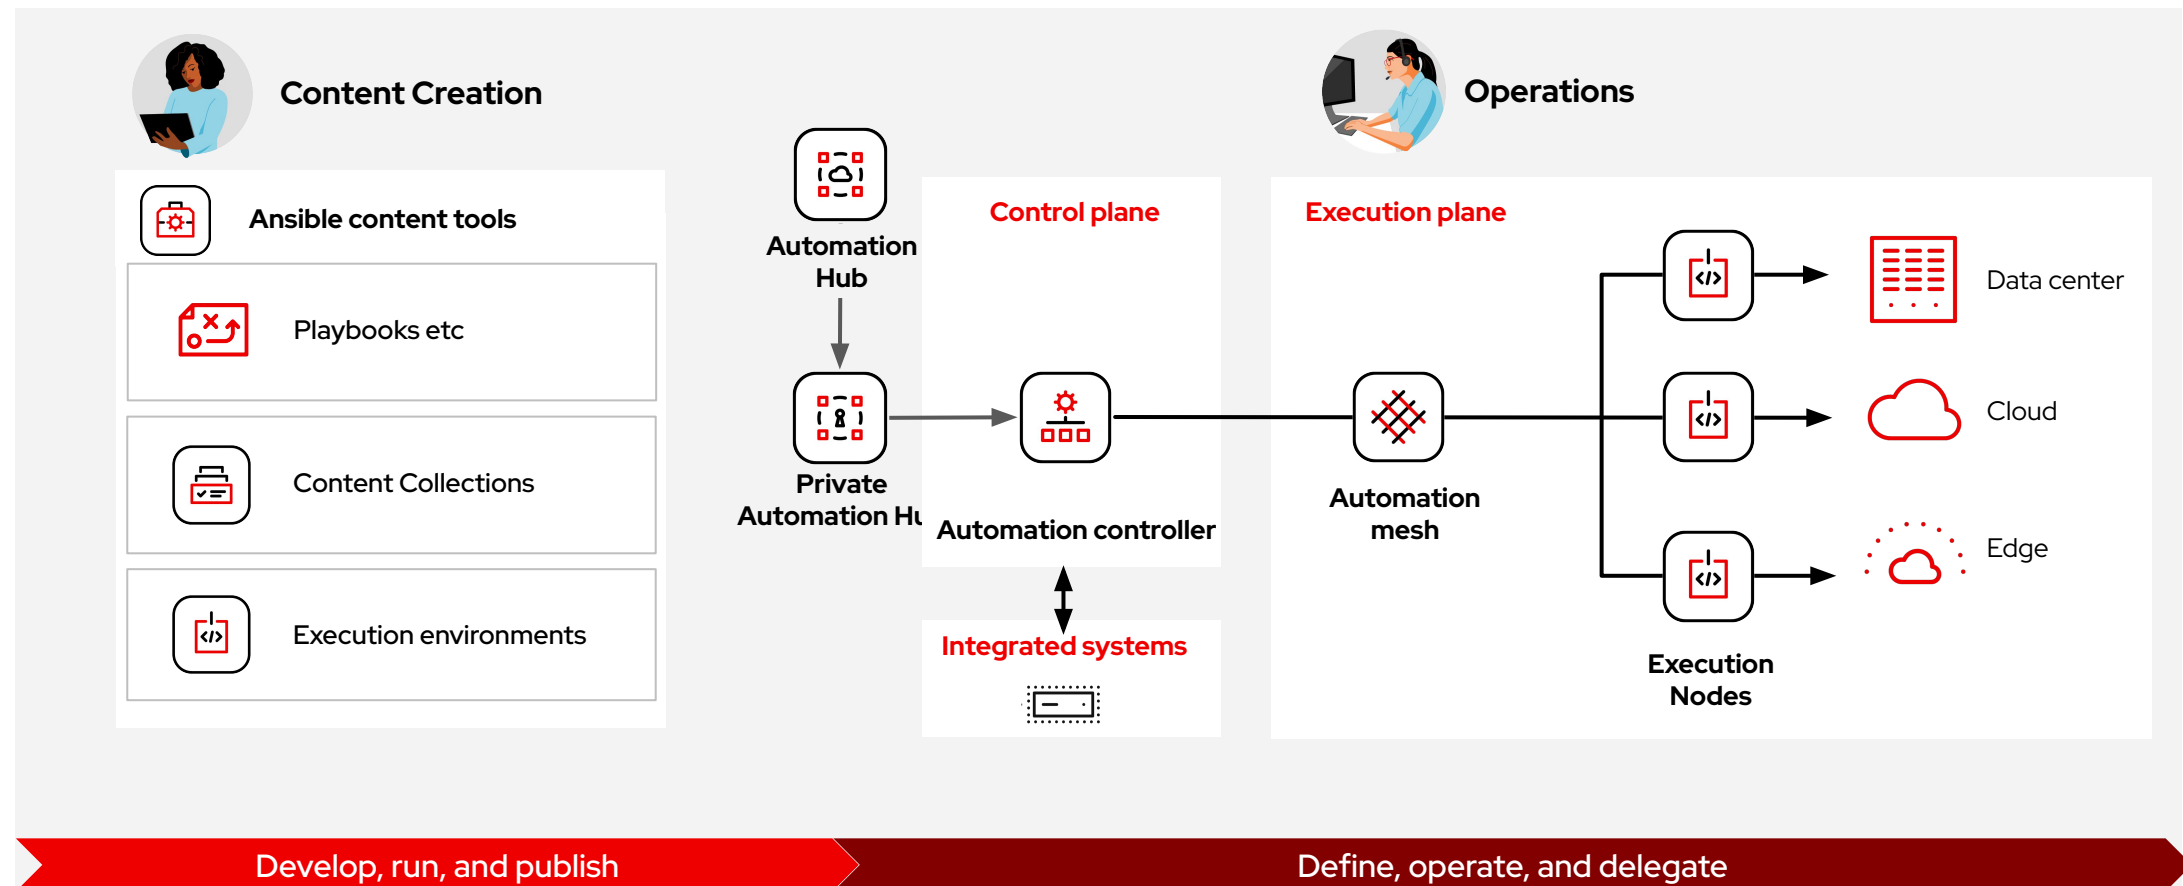 Content Creation
Operations
Ansible content tools
Playbooks etc
Content Collections
Execution environments
Automation
Hub
Private
Automation Hu
Control plane
Automation controller
Integrated systems
Execution plane
Automation
mesh
Execution
Nodes
Data center
Cloud
Edge
Develop, run, and publish
Define, operate, and delegate